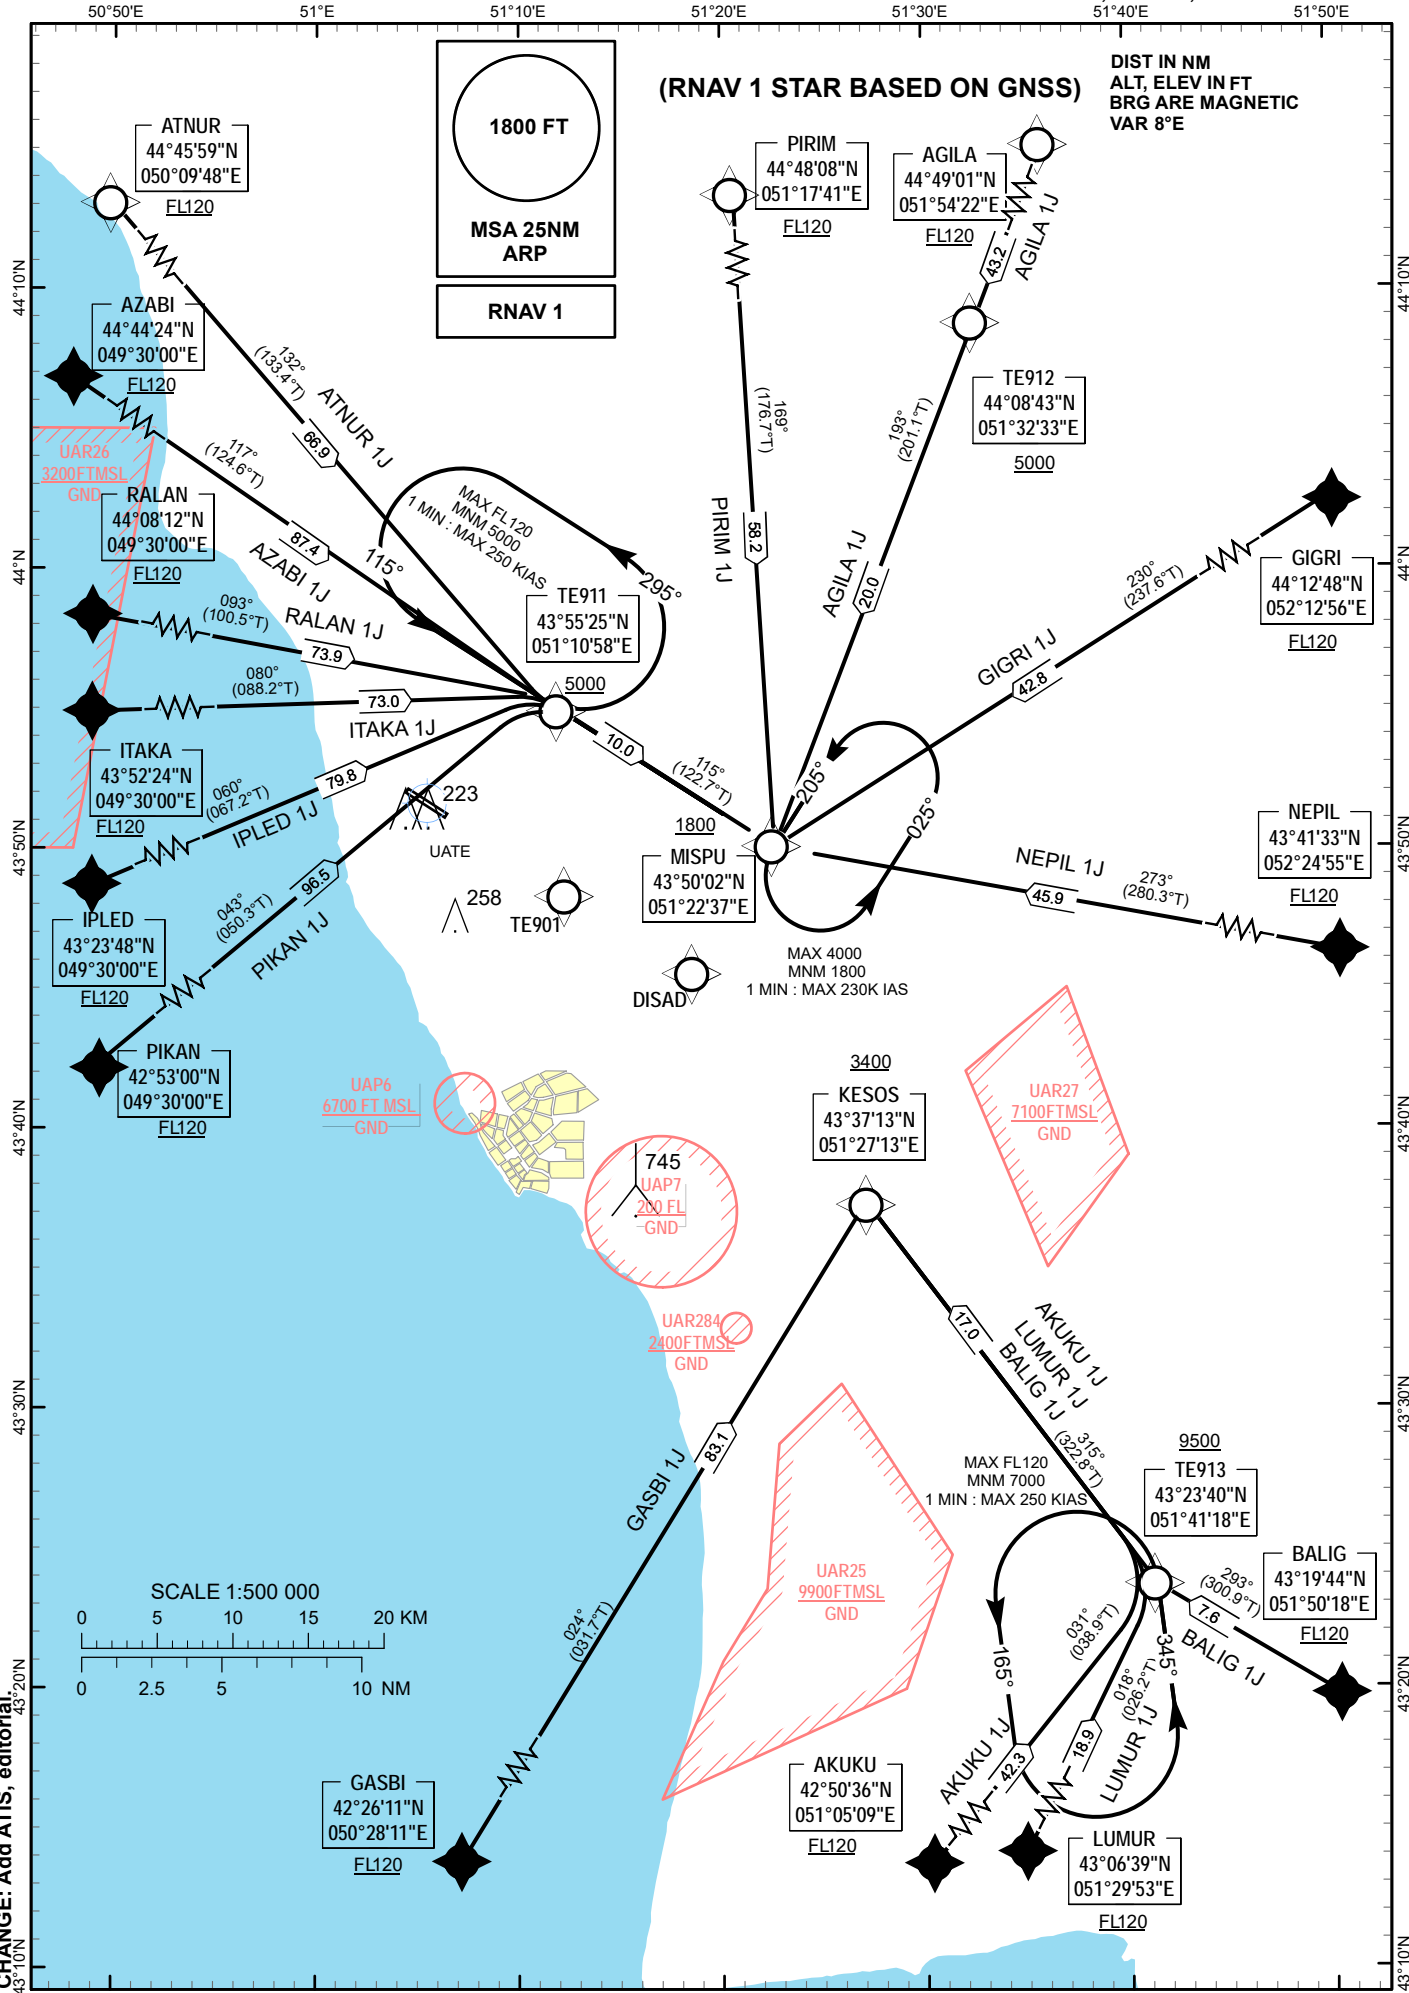 50°50'E
51°E
51°10'E
51°20'E
51°30'E
51°40'E
51°50'E
(RNAV 1 STAR BASED ON GNSS)
DIST IN NM
ALT, ELEV IN FT
BRG ARE MAGNETIC
VAR 8°E
1800 FT
MSA 25NM
ARP
RNAV 1
ATNUR
44°45'59"N
050°09'48"E
FL120
PIRIM
44°48'08"N
051°17'41"E
FL120
AGILA
44°49'01"N
051°54'22"E
FL120
43.2
AGILA 1J
44°10'N
44°10'N
AZABI
44°44'24"N
049°30'00"E
FL120
132°
(133.4°T)
ATNUR 1J
66.9
117°
(124.6°T)
87.4
AZABI 1J
169°
(176.7°T)
58.2
PIRIM 1J
TE912
44°08'43"N
051°32'33"E
5000
193°
(201.1°T)
20.0
AGILA 1J
UAR26
3200FTMSL
GND
RALAN
44°08'12"N
049°30'00"E
FL120
MAX FL120
MNM 5000
1 MIN : MAX 250 KIAS
115°
295°
44°N
44°N
GIGRI
44°12'48"N
052°12'56"E
FL120
230°
(237.6°T)
GIGRI 1J
42.8
093°
(100.5°T)
RALAN 1J
73.9
TE911
43°55'25"N
051°10'58"E
5000
080°
(088.2°T)
73.0
ITAKA 1J
ITAKA
43°52'24"N
049°30'00"E
FL120
10.0
115°
(122.7°T)
205°
025°
060°
(067.2°T)
79.8
IPLED 1J
223
UATE
1800
MISPU
43°50'02"N
051°22'37"E
43°50'N
43°50'N
NEPIL
43°41'33"N
052°24'55"E
FL120
NEPIL 1J
273°
(280.3°T)
45.9
IPLED
43°23'48"N
049°30'00"E
FL120
043°
(050.3°T)
96.5
PIKAN 1J
258
TE901
DISAD
MAX 4000
MNM 1800
1 MIN : MAX 230K IAS
PIKAN
42°53'00"N
049°30'00"E
FL120
3400
KESOS
43°37'13"N
051°27'13"E
UAP6
6700 FT MSL
GND
UAR27
7100FTMSL
GND
43°40'N
43°40'N
745
UAP7
200 FL
GND
UAR284
2400FTMSL
GND
17.0
AKUKU 1J
LUMUR 1J
BALIG 1J
315°
(322.8°T)
43°30'N
43°30'N
83.1
GASBI 1J
024°
(031.7°T)
MAX FL120
MNM 7000
1 MIN : MAX 250 KIAS
9500
TE913
43°23'40"N
051°41'18"E
BALIG
43°19'44"N
051°50'18"E
FL120
293°
(300.9°T)
7.6
BALIG 1J
UAR25
9900FTMSL
GND
SCALE 1:500 000
0 5 10 15 20 KM
0 2.5 5 10 NM
165°
345°
031°
(038.9°T)
018°
(026.2°T)
42.3
AKUKU 1J
18.9
LUMUR 1J
43°20'N
43°20'N
GASBI
42°26'11"N
050°28'11"E
FL120
AKUKU
42°50'36"N
051°05'09"E
FL120
LUMUR
43°06'39"N
051°29'53"E
FL120
43°10'N
43°10'N
CHANGE: Add ATIS, editorial.